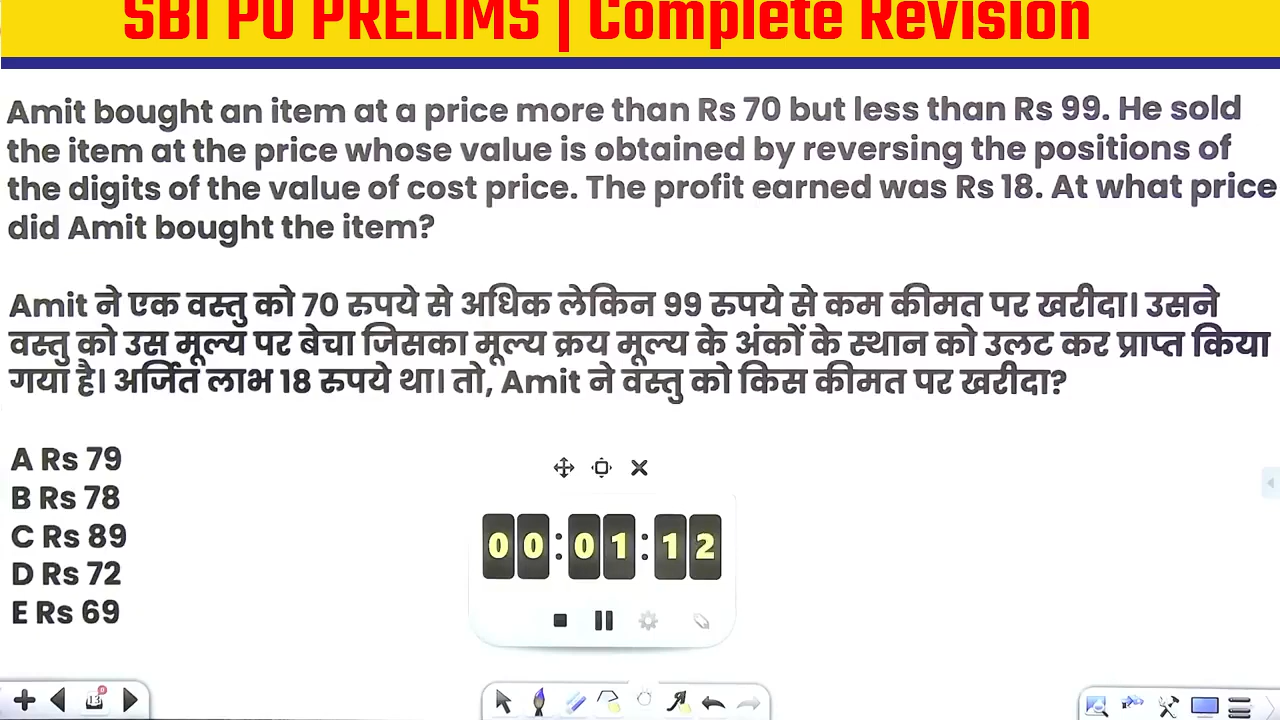 SBI PO PRELIMS | Complete Revision
Amit bought an item at a price more than Rs 70 but less than Rs 99. He sold
the item at the price whose value is obtained by reversing the positions of
the digits of the value of cost price. The profit earned was Rs 18. At what price
did Amit bought the item?
Amit ने एक वस्तु को 70 रुपये से अधिक लेकिन 99 रुपये से कम कीमत पर खरीदा। उसने
वस्तु को उस मूल्य पर बेचा जिसका मूल्य क्रय मूल्य के अंकों के स्थान को उलट कर प्राप्त किया
गया है। अर्जित लाभ 18 रुपये था। तो, Amit ने वस्तु को किस कीमत पर खरीदा?
A Rs 79
B Rs 78
C Rs 89
D Rs 72
E Rs 69
00:01:12